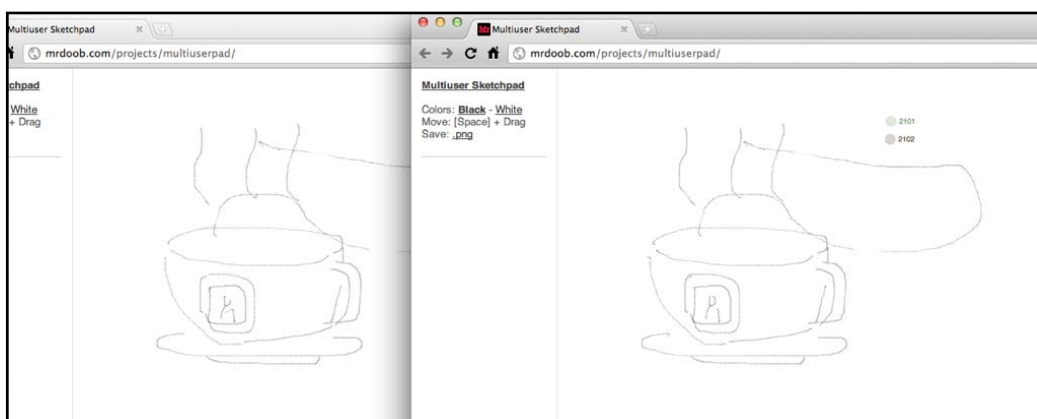 Multiuser Sketchpad
mrdoob.com/projects/multiuserpad/
chpad
White
+ Drag
Multiuser Sketchpad
mrdoob.com/projects/multiuserpad/
Multiuser Sketchpad
Colors: Black - White
Move: [Space] + Drag
Save: .png
2101
2102